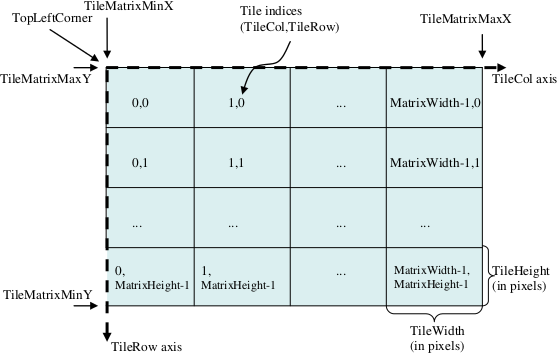 TileMatrixMinX
TopLeftCorner
Tile indices
(TileCol,TileRow)
TileMatrixMaxX
TileMatrixMaxY
TileCol axis
0,0
1,0
...
MatrixWidth-1,0
0,1
1,1
...
MatrixWidth-1,1
...
...
...
...
0,
MatrixHeight-1
1,
MatrixHeight-1
...
MatrixWidth-1,
MatrixHeight-1
TileHeight
(in pixels)
TileMatrixMinY
TileWidth
(in pixels)
TileRow axis